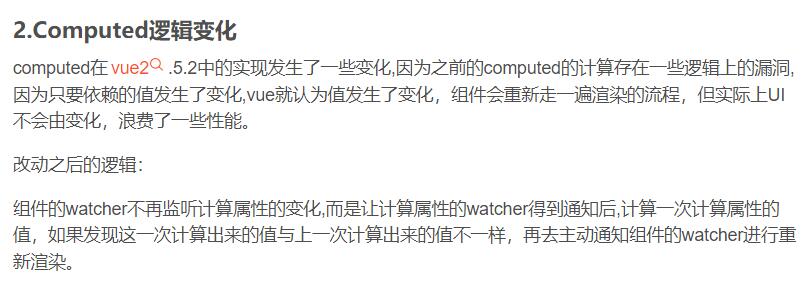 2.Computed逻辑变化
computed在 vue2 .5.2中的实现发生了一些变化,因为之前的computed的计算存在一些逻辑上的漏洞,
因为只要依赖的值发生了变化,vue就认为值发生了变化，组件会重新走一遍渲染的流程，但实际上UI
不会由变化，浪费了一些性能。
改动之后的逻辑：
组件的watcher不再监听计算属性的变化,而是让计算属性的watcher得到通知后,计算一次计算属性的
值，如果发现这一次计算出来的值与上一次计算出来的值不一样，再去主动通知组件的watcher进行重
新渲染。